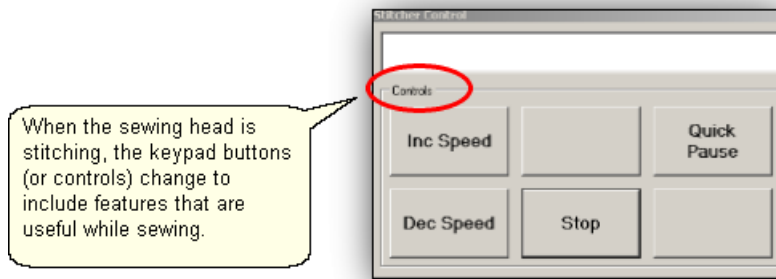 Stitcher Control
Controls
When the sewing head is
stitching, the keypad buttons
(or controls) change to
include features that are
useful while sewing.
Inc Speed
Quick
Pause
Dec Speed
Stop